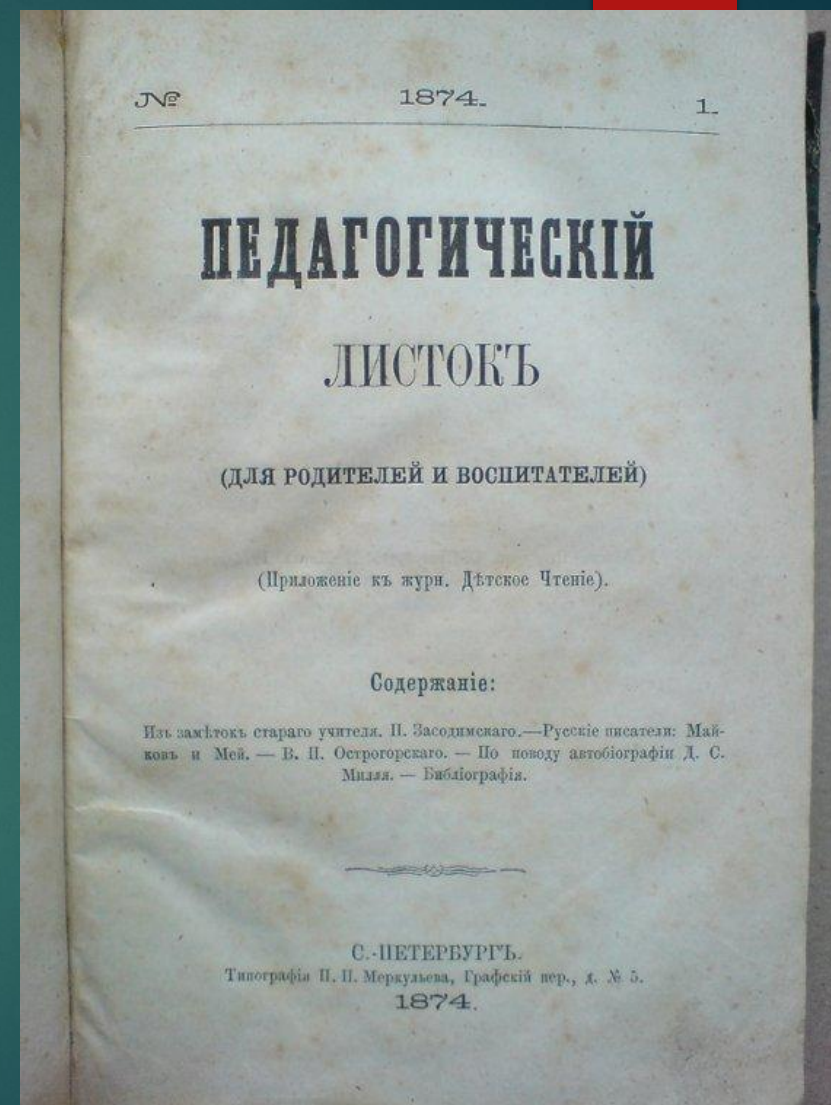 № 1874. 1.
ПЕДАГОГИЧЕСКІЙ
ЛИСТОКЪ
(ДЛЯ РОДИТЕЛЕЙ И ВОСПИТАТЕЛЕЙ)
(Приложеніе къ журн. Дѣтское Чтеніе).
Содержаніе:
Изъ замѣтокъ стараго учителя. П. Засодимскаго.—Русскіе писатели: Май-
ковъ и Мей. — В. П. Острогорскаго. — По поводу автобіографіи Д. С.
Милля. — Библіографія.
С.-ПЕТЕРБУРГЪ.
Типографія П. П. Меркульева, Графскій пер., д. № 5.
1874.